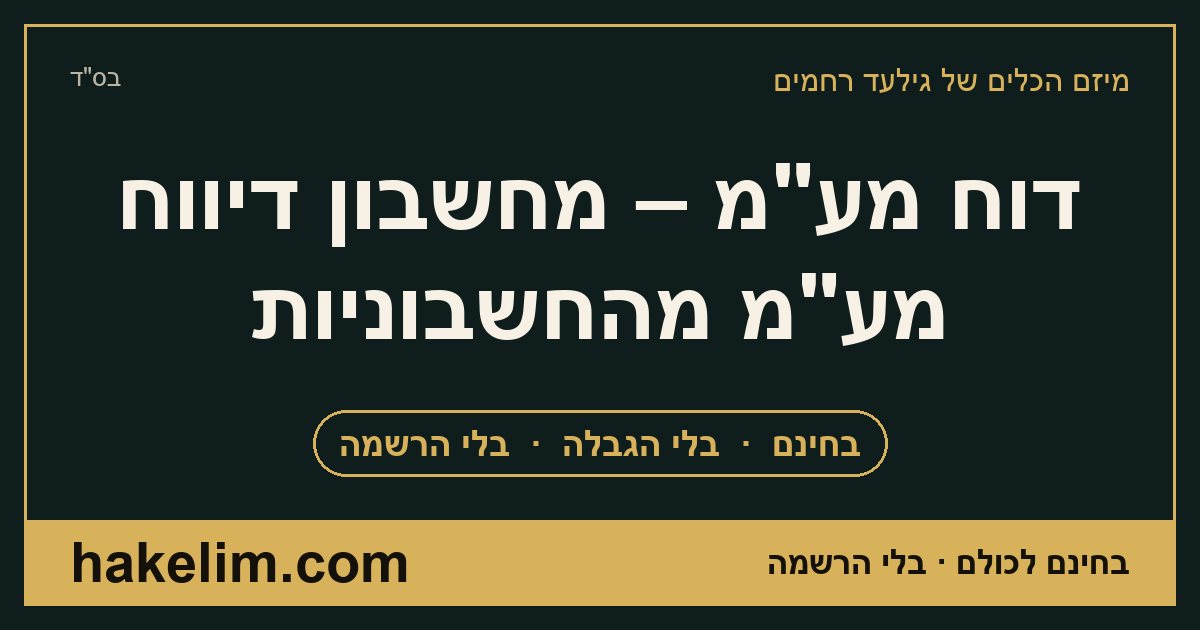 מיזם הכלים של גילעד רחמים
בס"ד
דוח מע"מ – מחשבון דיווח
מע"מ מהחשבוניות
בחינם · בלי הגבלה · בלי הרשמה
בחינם לכולם · בלי הרשמה
hakelim.com